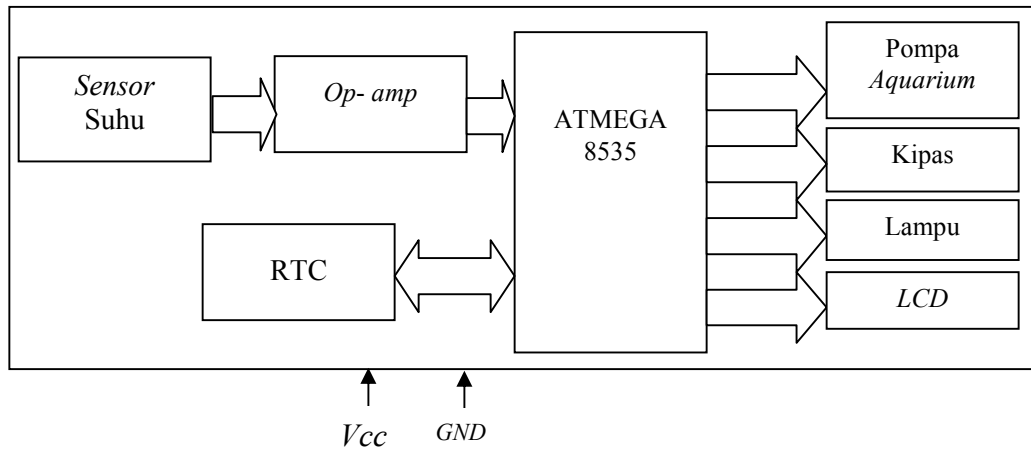 Sensor
Suhu
Op- amp
ATMEGA
8535
Pompa
Aquarium
Kipas
Lampu
LCD
RTC
Vcc
GND